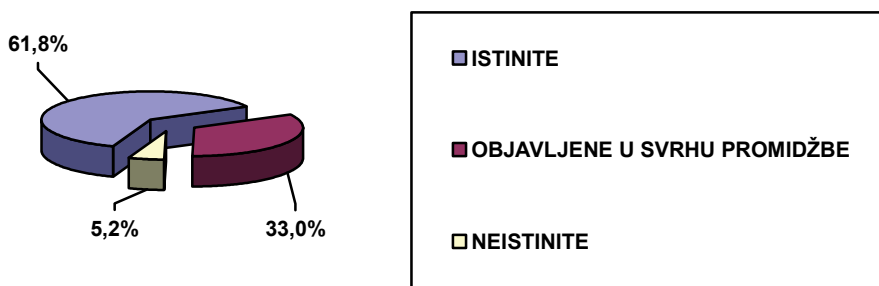 61,8%
5,2%
33,0%
ISTINITE
OBJAVLJENE U SVRHU PROMIDŽBE
NEISTINITE